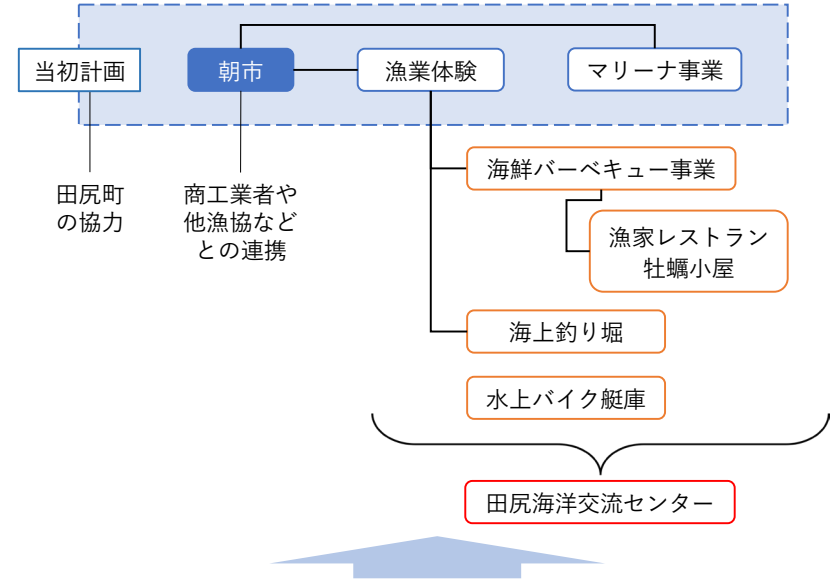 当初計画
朝市
漁業体験
マリーナ事業
田尻町
の協力
商工業者や
他漁協など
との連携
海鮮バーベキュー事業
漁家レストラン
牡蠣小屋
海上釣り堀
水上バイク艇庫
田尻海洋交流センター